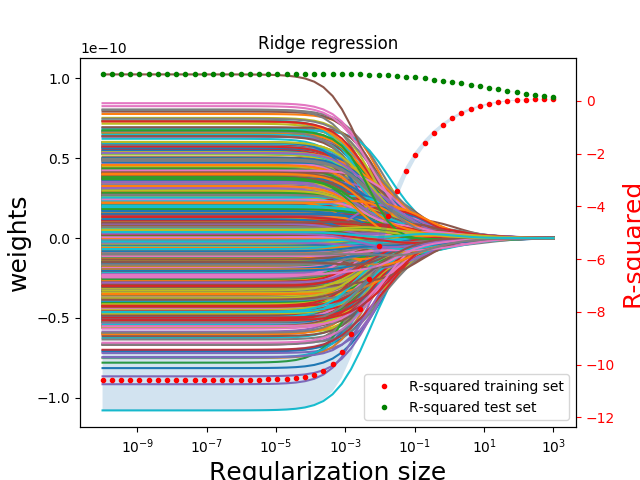 Ridge regression
1e−10
1.0
0.5
0.0
−0.5
−1.0
weights
0
−2
−4
−6
−8
−10
−12
R-squared
R-squared training set
R-squared test set
10⁻⁹ 10⁻⁷ 10⁻⁵ 10⁻³ 10⁻¹ 10¹ 10³
Regularization size